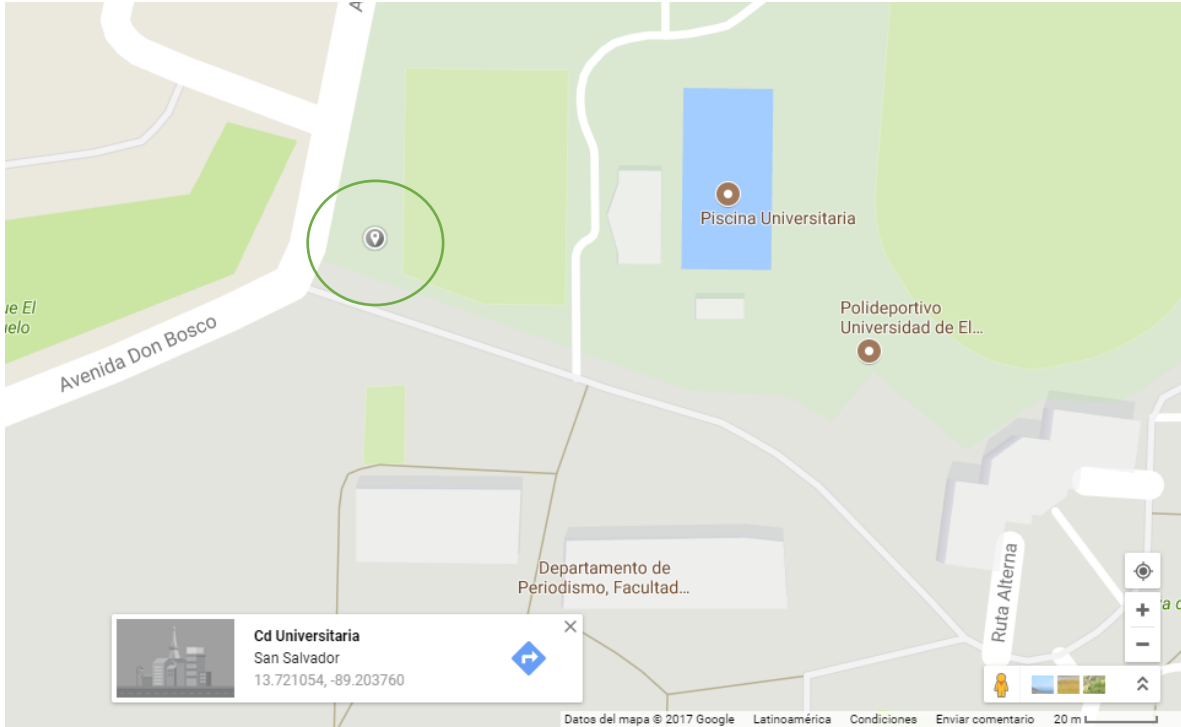 A
Piscina Universitaria
ue El
uelo
Polideportivo
Universidad de El...
Avenida Don Bosco
Departamento de
Periodismo, Facultad...
Ruta Alterna
a d
Cd Universitaria
San Salvador
13.721054, -89.203760
Datos del mapa © 2017 Google Latinoamérica Condiciones Enviar comentario 20 m